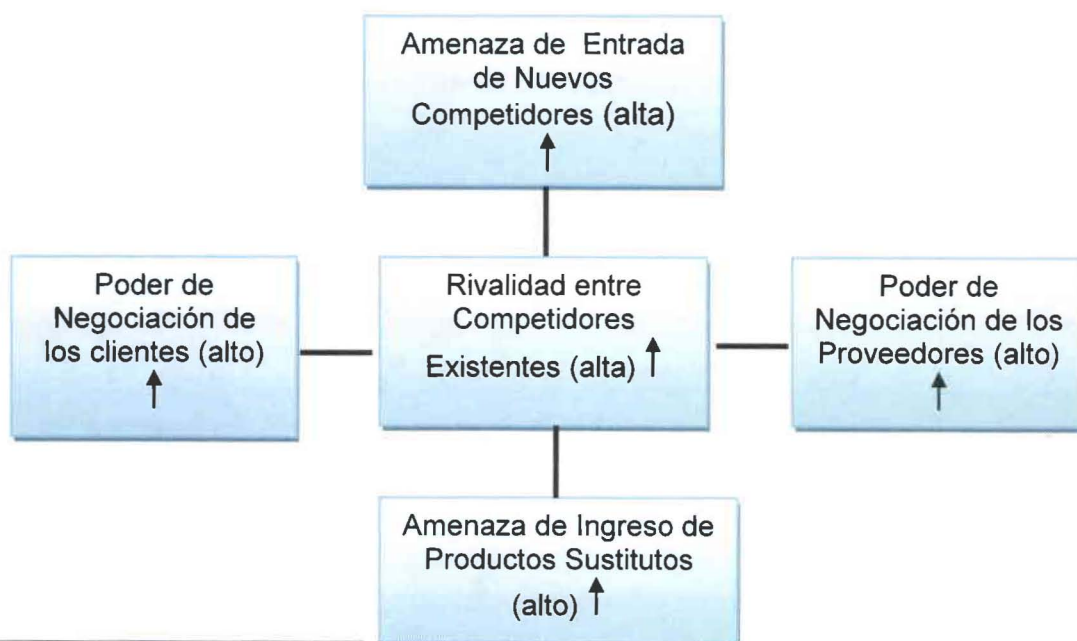 Amenaza de Entrada
de Nuevos
Competidores (alta)
Poder de
Negociación de
los clientes (alto)
Rivalidad entre
Competidores
Existentes (alta)
Poder de
Negociación de los
Proveedores (alto)
Amenaza de Ingreso de
Productos Sustitutos
(alto)